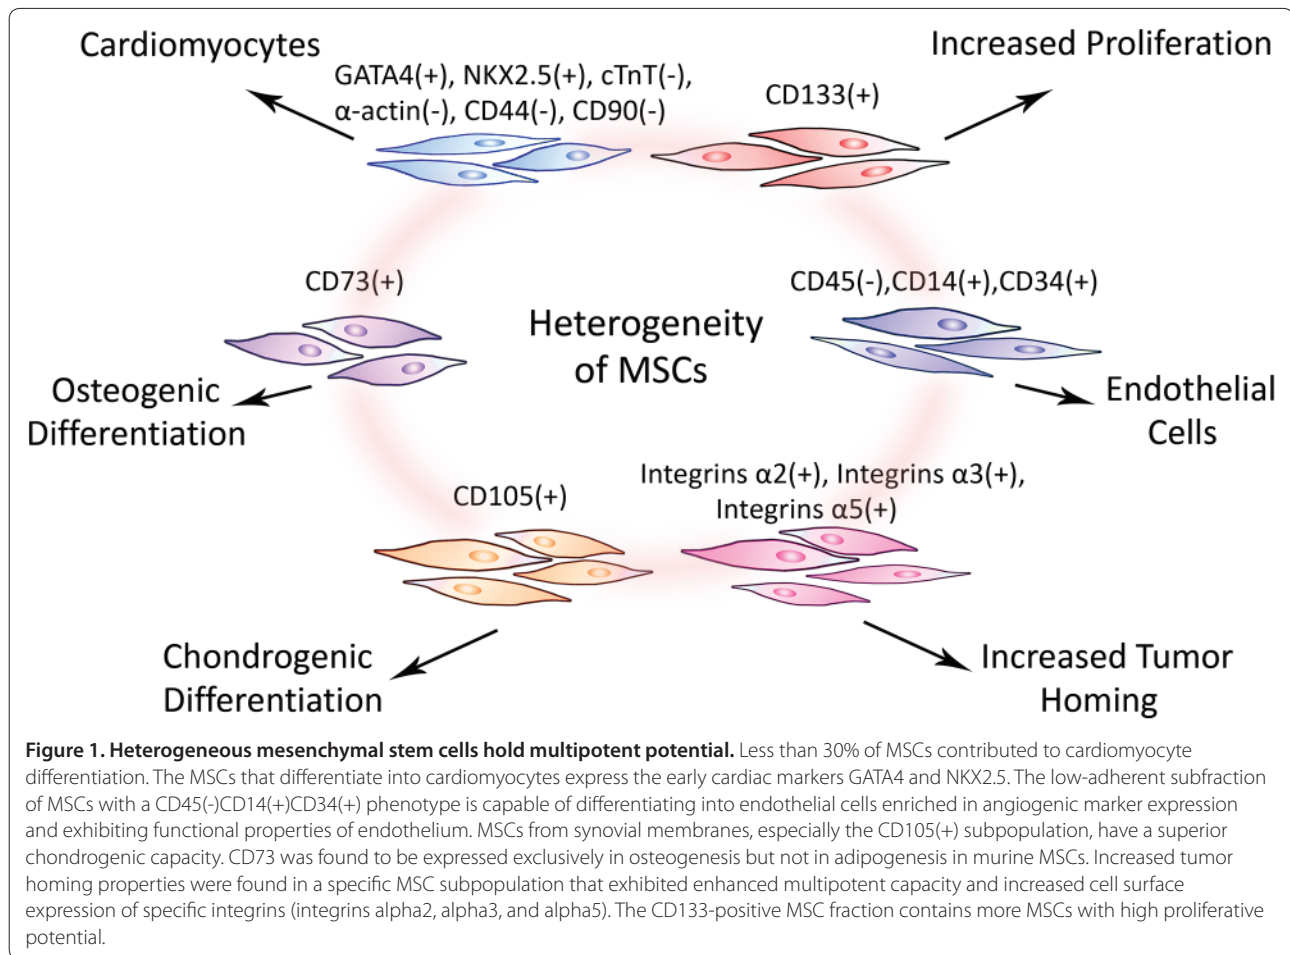 Cardiomyocytes
Increased Proliferation
GATA4(+), NKX2.5(+), cTnT(-),
α-actin(-), CD44(-), CD90(-)
CD133(+)
CD73(+)
CD45(-),CD14(+),CD34(+)
Heterogeneity
of MSCs
Osteogenic
Differentiation
Endothelial
Cells
CD105(+)
Integrins α2(+), Integrins α3(+),
Integrins α5(+)
Chondrogenic
Differentiation
Increased Tumor
Homing
Figure 1. Heterogeneous mesenchymal stem cells hold multipotent potential. Less than 30% of MSCs contributed to cardiomyocyte
differentiation. The MSCs that differentiate into cardiomyocytes express the early cardiac markers GATA4 and NKX2.5. The low-adherent subfraction
of MSCs with a CD45(-)CD14(+)CD34(+) phenotype is capable of differentiating into endothelial cells enriched in angiogenic marker expression
and exhibiting functional properties of endothelium. MSCs from synovial membranes, especially the CD105(+) subpopulation, have a superior
chondrogenic capacity. CD73 was found to be expressed exclusively in osteogenesis but not in adipogenesis in murine MSCs. Increased tumor
homing properties were found in a specific MSC subpopulation that exhibited enhanced multipotent capacity and increased cell surface
expression of specific integrins (integrins alpha2, alpha3, and alpha5). The CD133-positive MSC fraction contains more MSCs with high proliferative
potential.